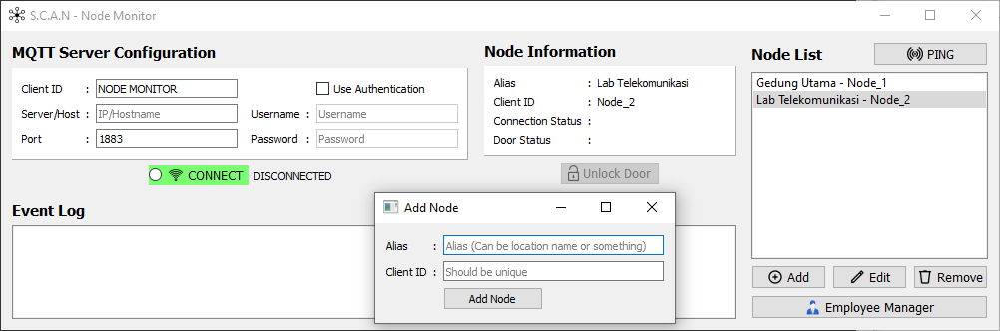 S.C.A.N - Node Monitor
MQTT Server Configuration
Client ID : NODE MONITOR
Use Authentication
Server/Host : IP/Hostname
Username : Username
Port : 1883
Password : Password
CONNECT DISCONNECTED
Node Information
Alias : Lab Telekomunikasi
Client ID : Node_2
Connection Status :
Door Status :
Unlock Door
Node List
PING
Gedung Utama - Node_1
Lab Telekomunikasi - Node_2
Add
Edit
Remove
Employee Manager
Event Log
Add Node
Alias : Alias (Can be location name or something)
Client ID : Should be unique
Add Node